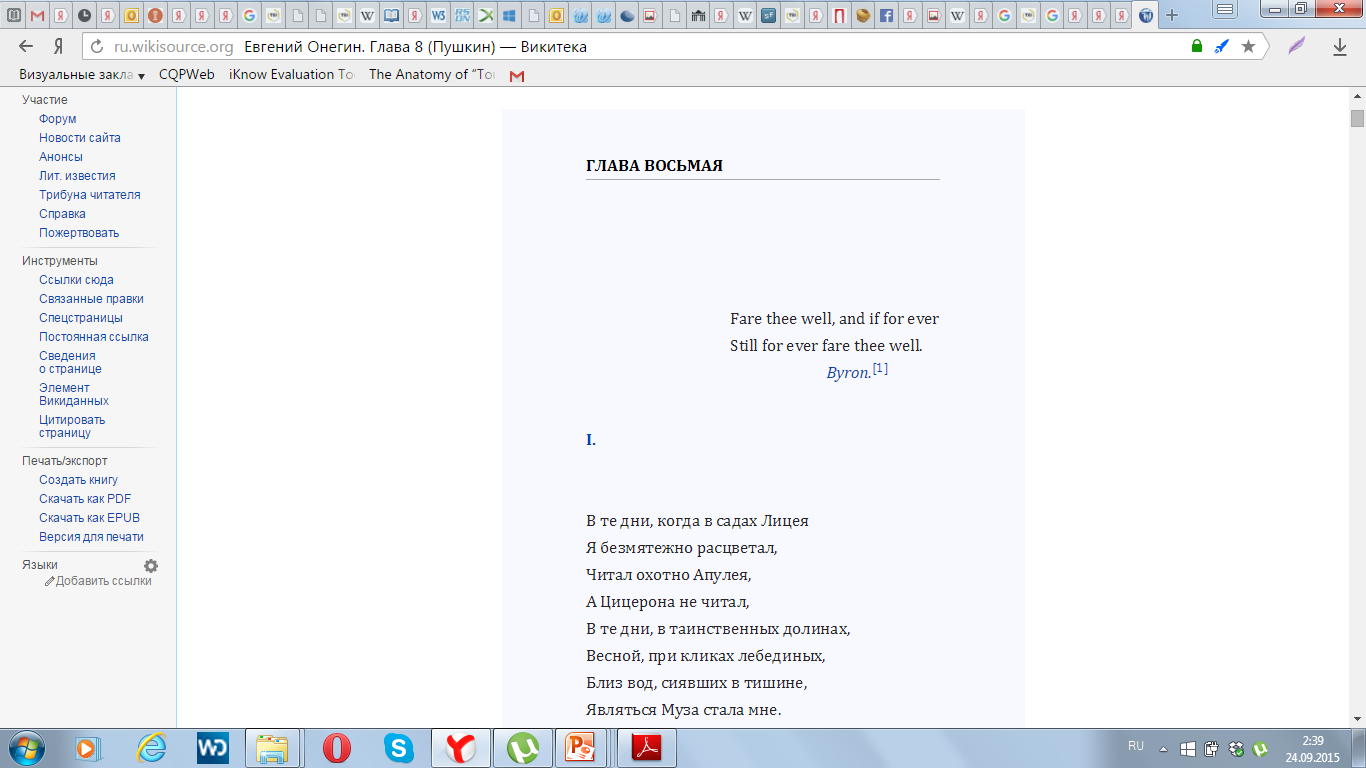 ru.wikisource.org Евгений Онегин. Глава 8 (Пушкин) — Викитека
Визуальные закла CQPWeb iKnow Evaluation To The Anatomy of "To
Участие
Форум
Новости сайта
Анонсы
Лит. известия
Трибуна читателя
Справка
Пожертвовать
Инструменты
Ссылки сюда
Связанные правки
Спецстраницы
Постоянная ссылка
Сведения
о странице
Элемент
Викиданных
Цитировать
страницу
Печать/экспорт
Создать книгу
Скачать как PDF
Скачать как EPUB
Версия для печати
Языки
Добавить ссылки
ГЛАВА ВОСЬМАЯ
Fare thee well, and if for ever
Still for ever fare thee well.
Byron.[1]
I.
В те дни, когда в садах Лицея
Я безмятежно расцветал,
Читал охотно Апулея,
А Цицерона не читал,
В те дни, в таинственных долинах,
Весной, при кликах лебединых,
Близ вод, сиявших в тишине,
Являться Муза стала мне.
RU
2:39
24.09.2015